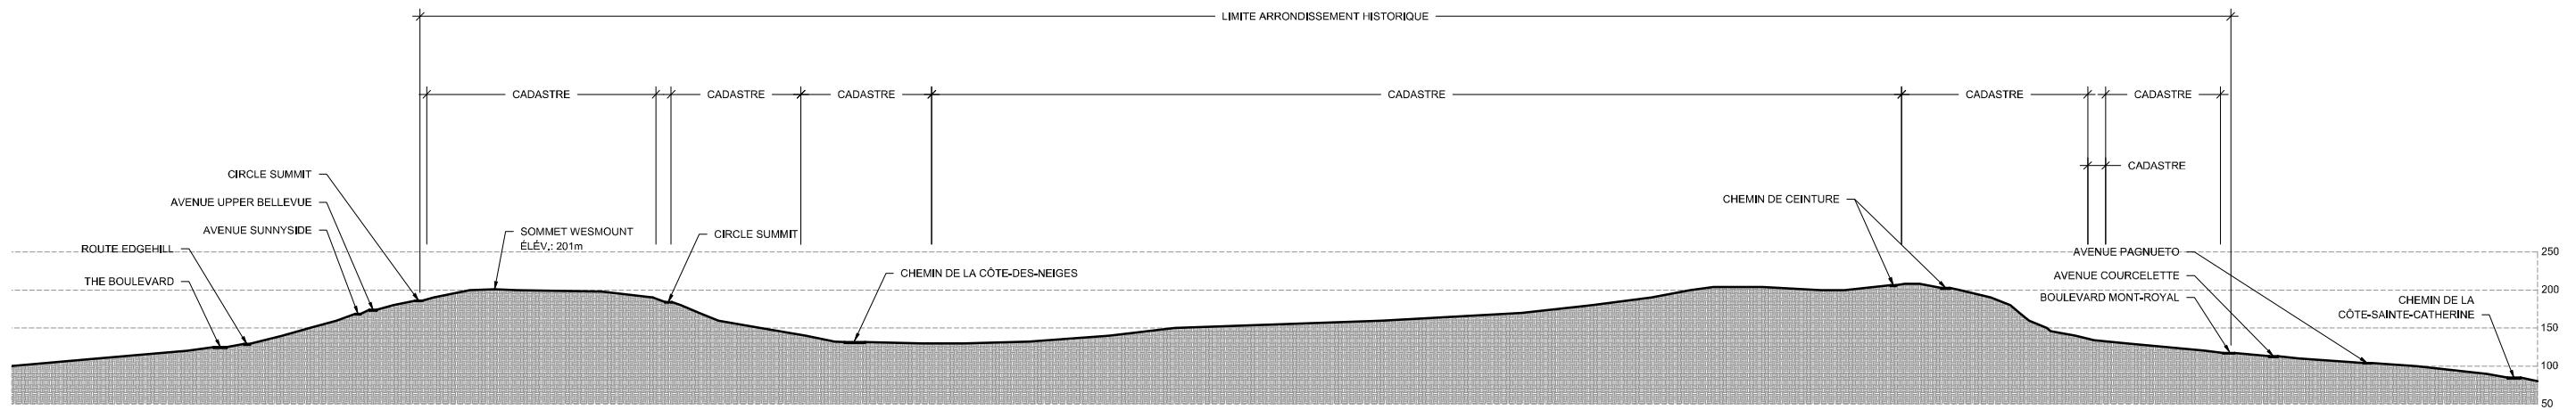 LIMITE ARRONDISSEMENT HISTORIQUE
CADASTRE
CADASTRE
CADASTRE
CADASTRE
CADASTRE
CADASTRE
CADASTRE
CIRCLE SUMMIT
AVENUE UPPER BELLEVUE
AVENUE SUNNYSIDE
ROUTE EDGEHILL
THE BOULEVARD
SOMMET WESMOUNT
ÉLÉV.: 201m
CIRCLE SUMMIT
CHEMIN DE LA CÔTE-DES-NEIGES
CHEMIN DE CEINTURE
AVENUE PAGNUETO
AVENUE COURCELETTE
BOULEVARD MONT-ROYAL
CHEMIN DE LA
CÔTE-SAINTE-CATHERINE
250
200
150
100
50